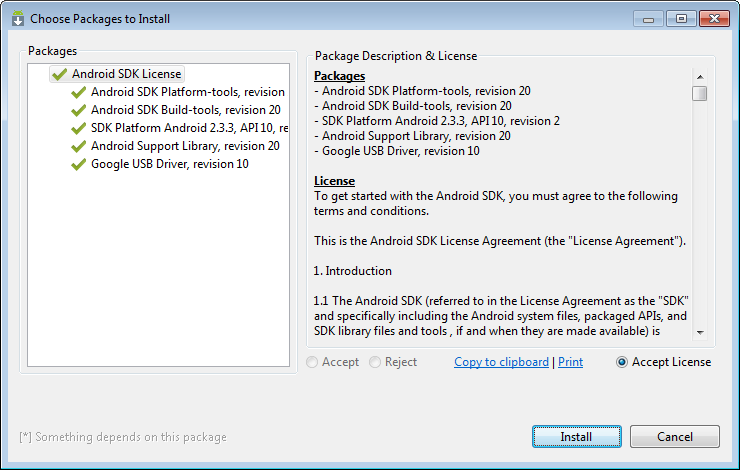 Choose Packages to Install
Packages
Android SDK License
Android SDK Platform-tools, revision
Android SDK Build-tools, revision 20
SDK Platform Android 2.3.3, API 10, re
Android Support Library, revision 20
Google USB Driver, revision 10
Package Description & License
Packages
- Android SDK Platform-tools, revision 20
- Android SDK Build-tools, revision 20
- SDK Platform Android 2.3.3, API 10, revision 2
- Android Support Library, revision 20
- Google USB Driver, revision 10
License
To get started with the Android SDK, you must agree to the following
terms and conditions.
This is the Android SDK License Agreement (the "License Agreement").
1. Introduction
1.1 The Android SDK (referred to in the License Agreement as the "SDK"
and specifically including the Android system files, packaged APIs, and
SDK library files and tools , if and when they are made available) is
Accept Reject Copy to clipboard | Print Accept License
[*] Something depends on this package
Install Cancel